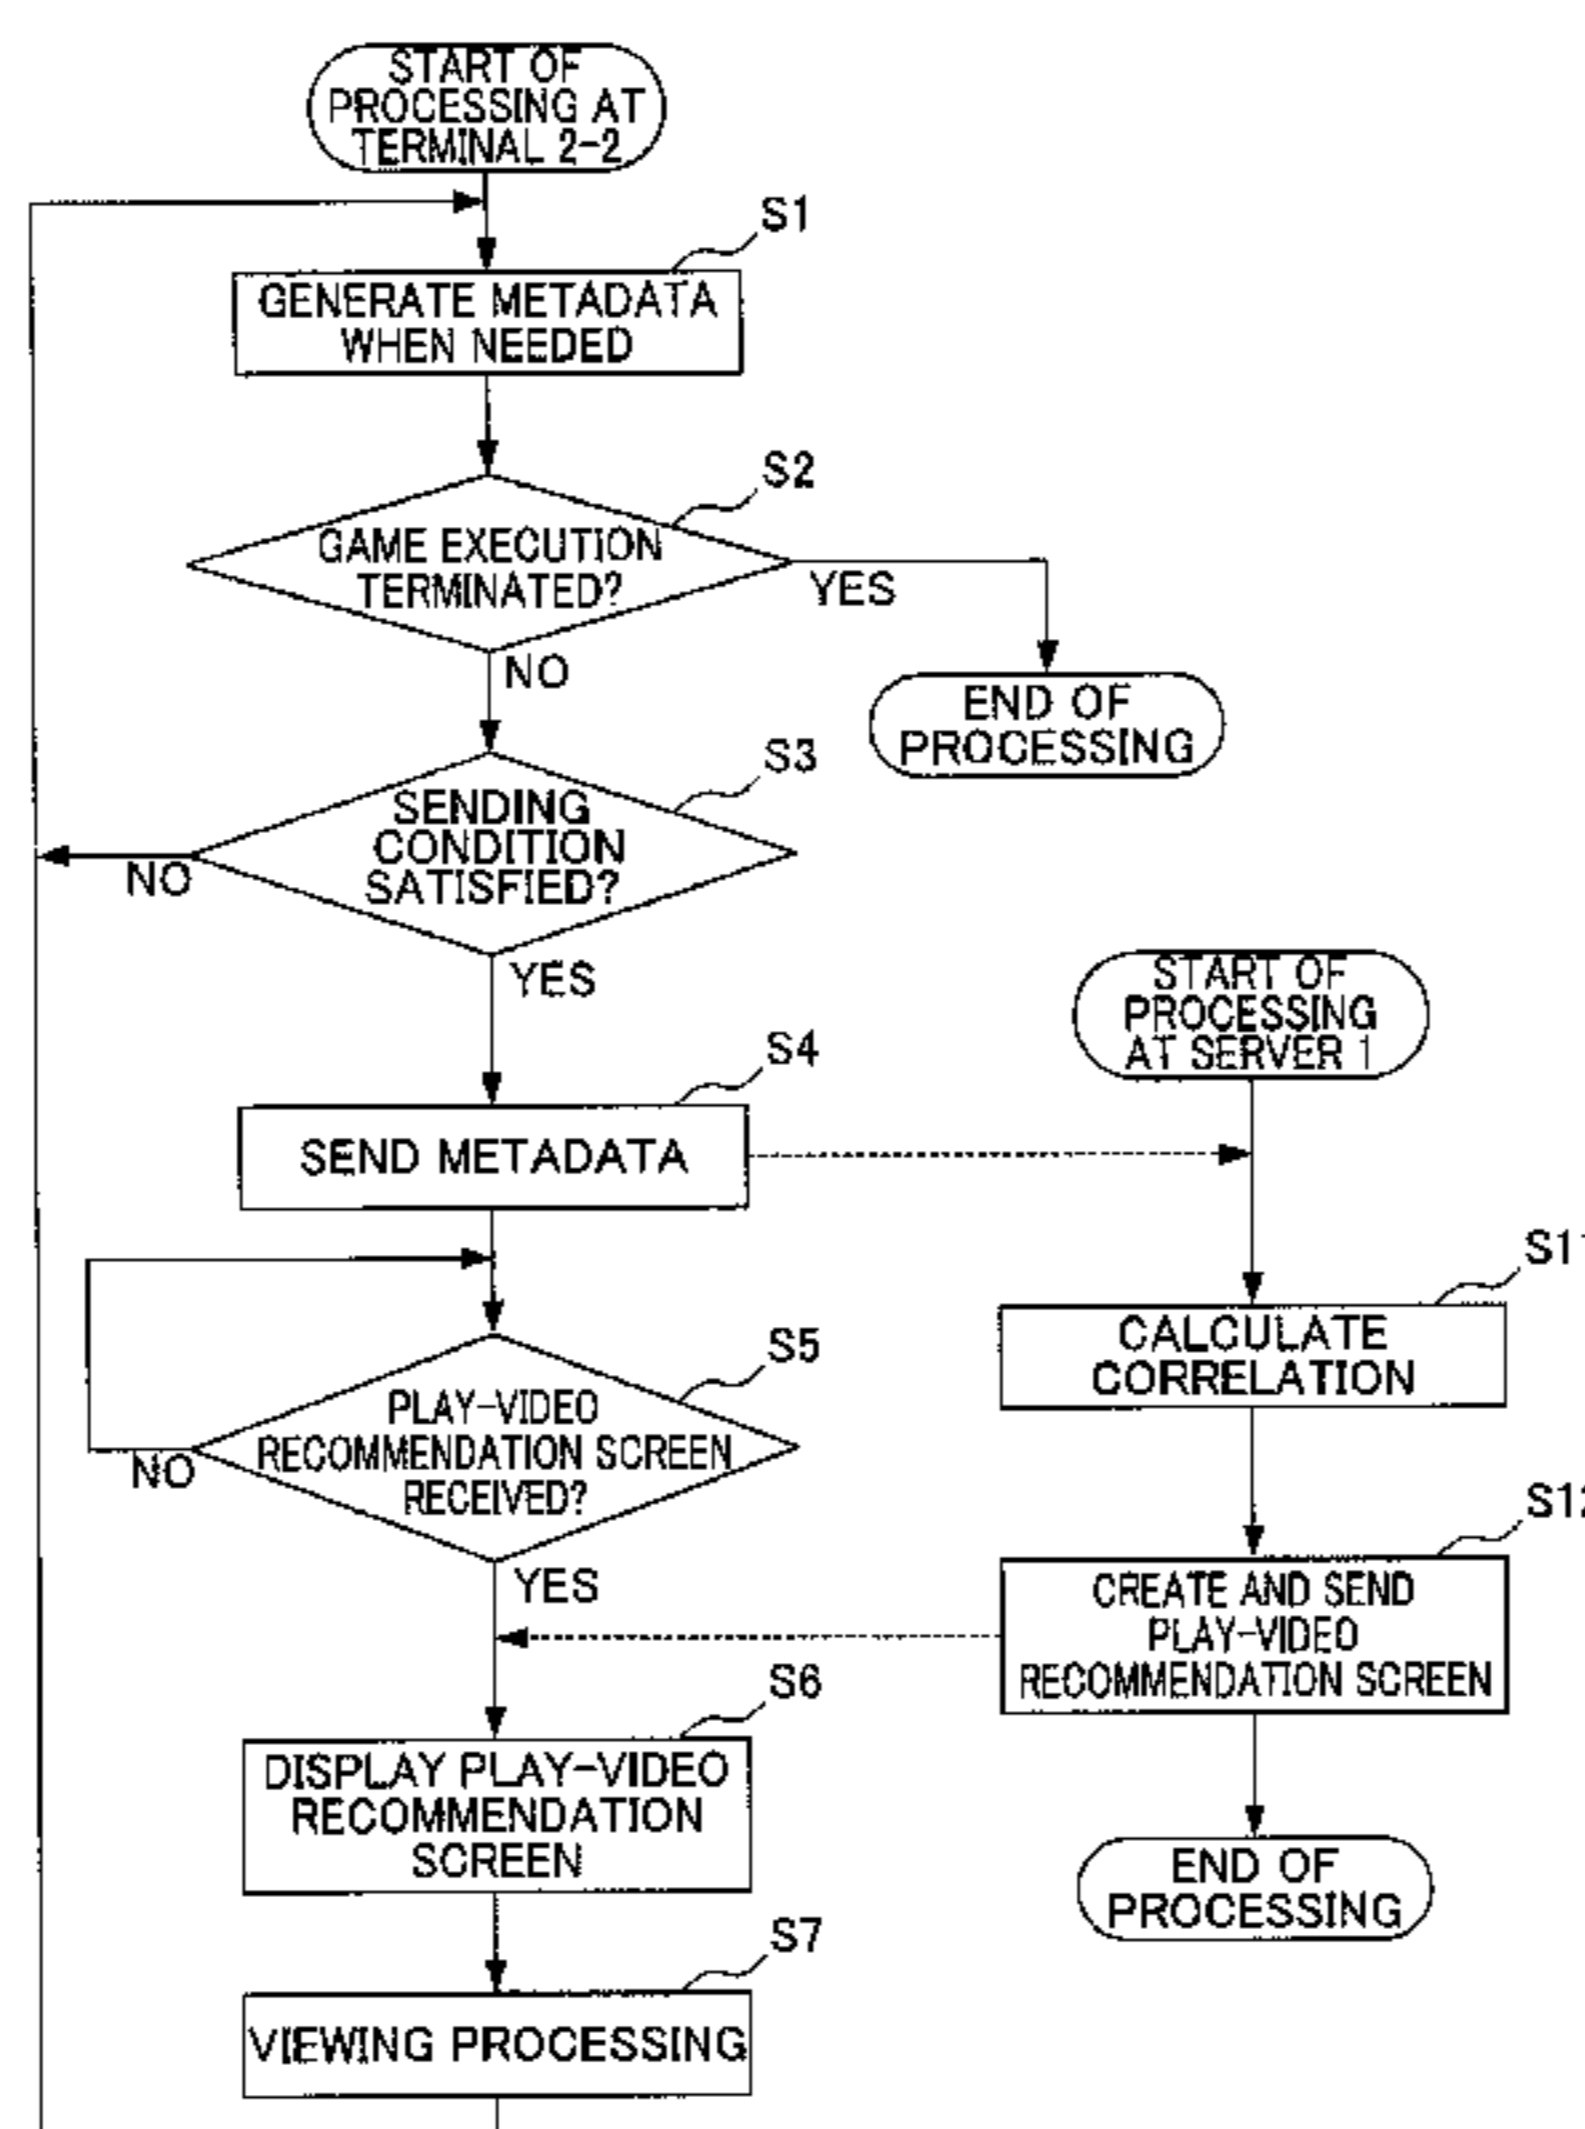 START OF
PROCESSING AT
TERMINAL 2-2
S1
GENERATE METADATA
WHEN NEEDED
S2
GAME EXECUTION
TERMINATED?
YES
NO
END OF
PROCESSING
S3
SENDING
CONDITION
SATISFIED?
NO
YES
START OF
PROCESSING
AT SERVER 1
S4
SEND METADATA
S11
CALCULATE
CORRELATION
S5
PLAY-VIDEO
RECOMMENDATION SCREEN
RECEIVED?
NO
YES
S12
CREATE AND SEND
PLAY-VIDEO
RECOMMENDATION SCREEN
S6
DISPLAY PLAY-VIDEO
RECOMMENDATION
SCREEN
END OF
PROCESSING
S7
VIEWING PROCESSING